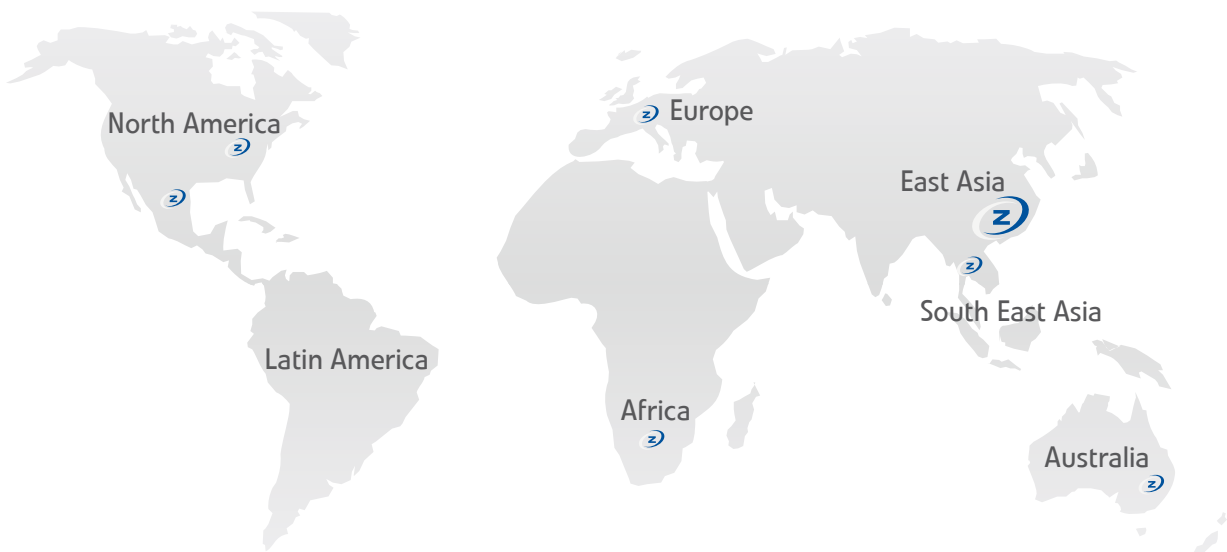 North America
z
z
Europe
z
East Asia
z
z
South East Asia
Latin America
Africa
z
Australia
z